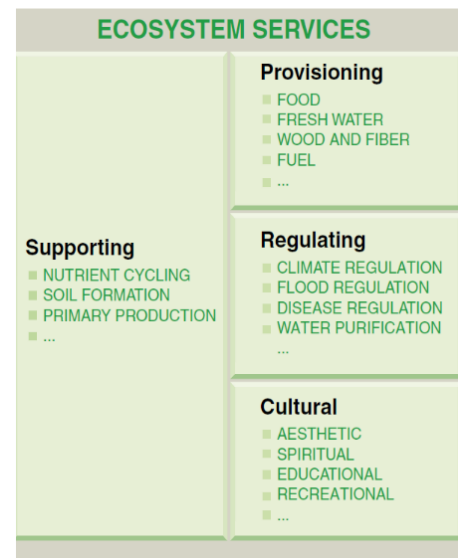 ECOSYSTEM SERVICES
Supporting
NUTRIENT CYCLING
SOIL FORMATION
PRIMARY PRODUCTION
...
Provisioning
FOOD
FRESH WATER
WOOD AND FIBER
FUEL
...
Regulating
CLIMATE REGULATION
FLOOD REGULATION
DISEASE REGULATION
WATER PURIFICATION
...
Cultural
AESTHETIC
SPIRITUAL
EDUCATIONAL
RECREATIONAL
...